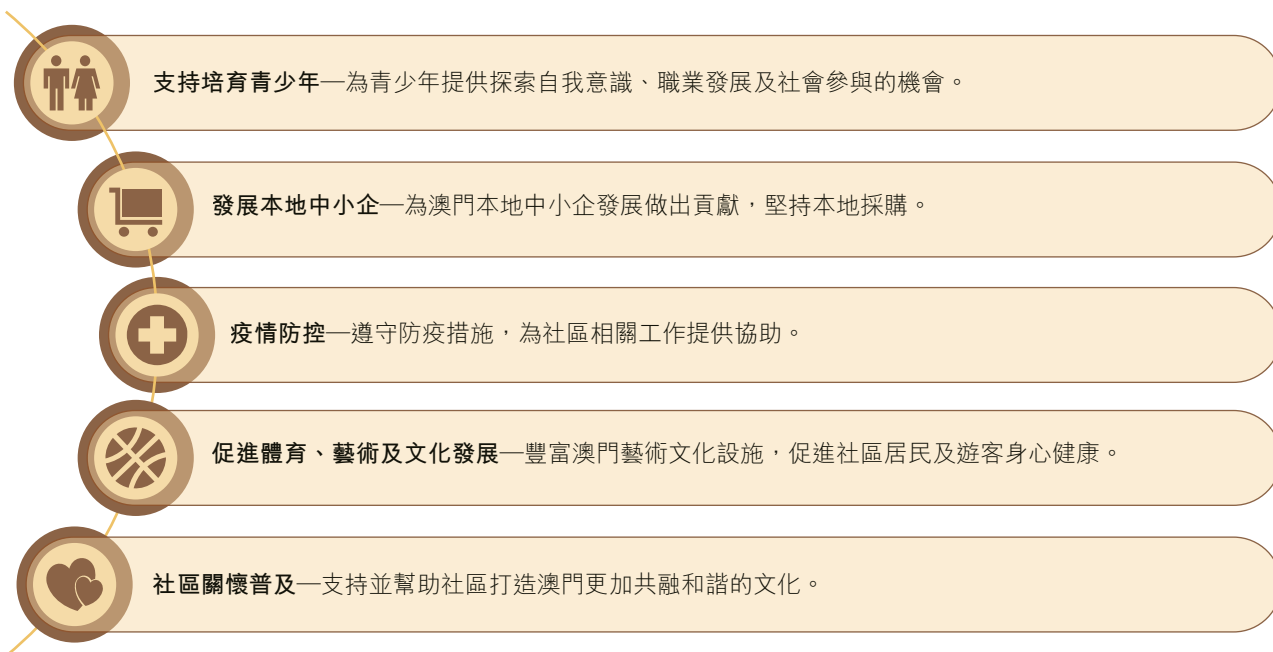 支持培育青少年—為青少年提供探索自我意識、職業發展及社會參與的機會。
發展本地中小企—為澳門本地中小企發展做出貢獻，堅持本地採購。
疫情防控—遵守防疫措施，為社區相關工作提供協助。
促進體育、藝術及文化發展—豐富澳門藝術文化設施，促進社區居民及遊客身心健康。
社區關懷普及—支持並幫助社區打造澳門更加共融和諧的文化。